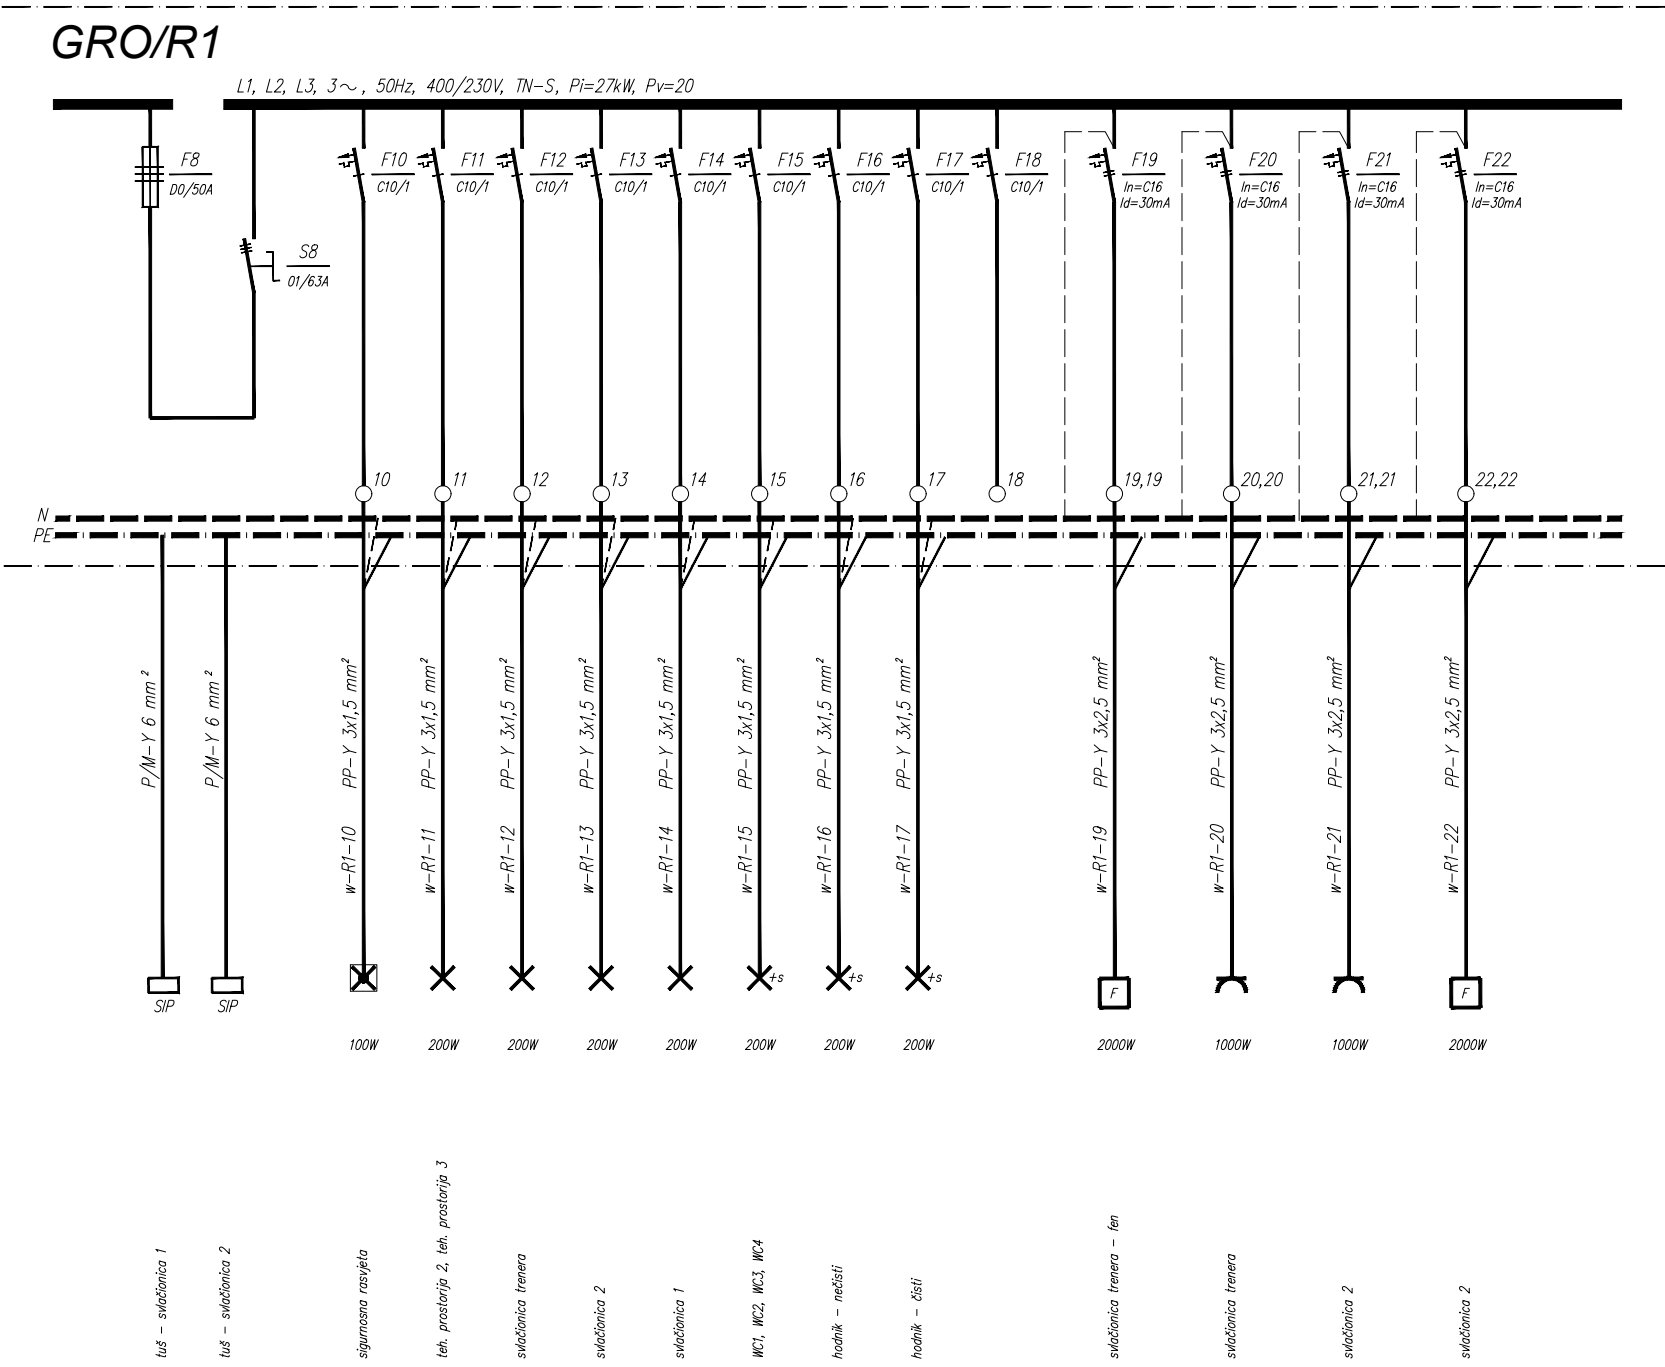 GRO/R1
L1, L2, L3, 3~, 50Hz, 400/230V, TN-S, Pi=27kW, Pv=20
F8
D0/50A
S8
01/63A
F10
C10/1
F11
C10/1
F12
C10/1
F13
C10/1
F14
C10/1
F15
C10/1
F16
C10/1
F17
C10/1
F18
C10/1
F19
In=C16
Id=30mA
F20
In=C16
Id=30mA
F21
In=C16
Id=30mA
F22
In=C16
Id=30mA
10
11
12
13
14
15
16
17
18
19,19
20,20
21,21
22,22
N
PE
P/M-Y 6 mm²
P/M-Y 6 mm²
w-R1-10 PP-Y 3x1,5 mm²
w-R1-11 PP-Y 3x1,5 mm²
w-R1-12 PP-Y 3x1,5 mm²
w-R1-13 PP-Y 3x1,5 mm²
w-R1-14 PP-Y 3x1,5 mm²
w-R1-15 PP-Y 3x1,5 mm²
w-R1-16 PP-Y 3x1,5 mm²
w-R1-17 PP-Y 3x1,5 mm²
w-R1-19 PP-Y 3x2,5 mm²
w-R1-20 PP-Y 3x2,5 mm²
w-R1-21 PP-Y 3x2,5 mm²
w-R1-22 PP-Y 3x2,5 mm²
SIP
SIP
+s
+s
+s
F
F
100W
200W
200W
200W
200W
200W
200W
200W
2000W
1000W
1000W
2000W
tuš - svlačionica 1
tuš - svlačionica 2
sigurnosna rasvjeta
teh. prostorija 2, teh. prostorija 3
svlačionica trenera
svlačionica 2
svlačionica 1
WC1, WC2, WC3, WC4
hodnik - nečisti
hodnik - čisti
svlačionica trenera - fen
svlačionica trenera
svlačionica 2
svlačionica 2